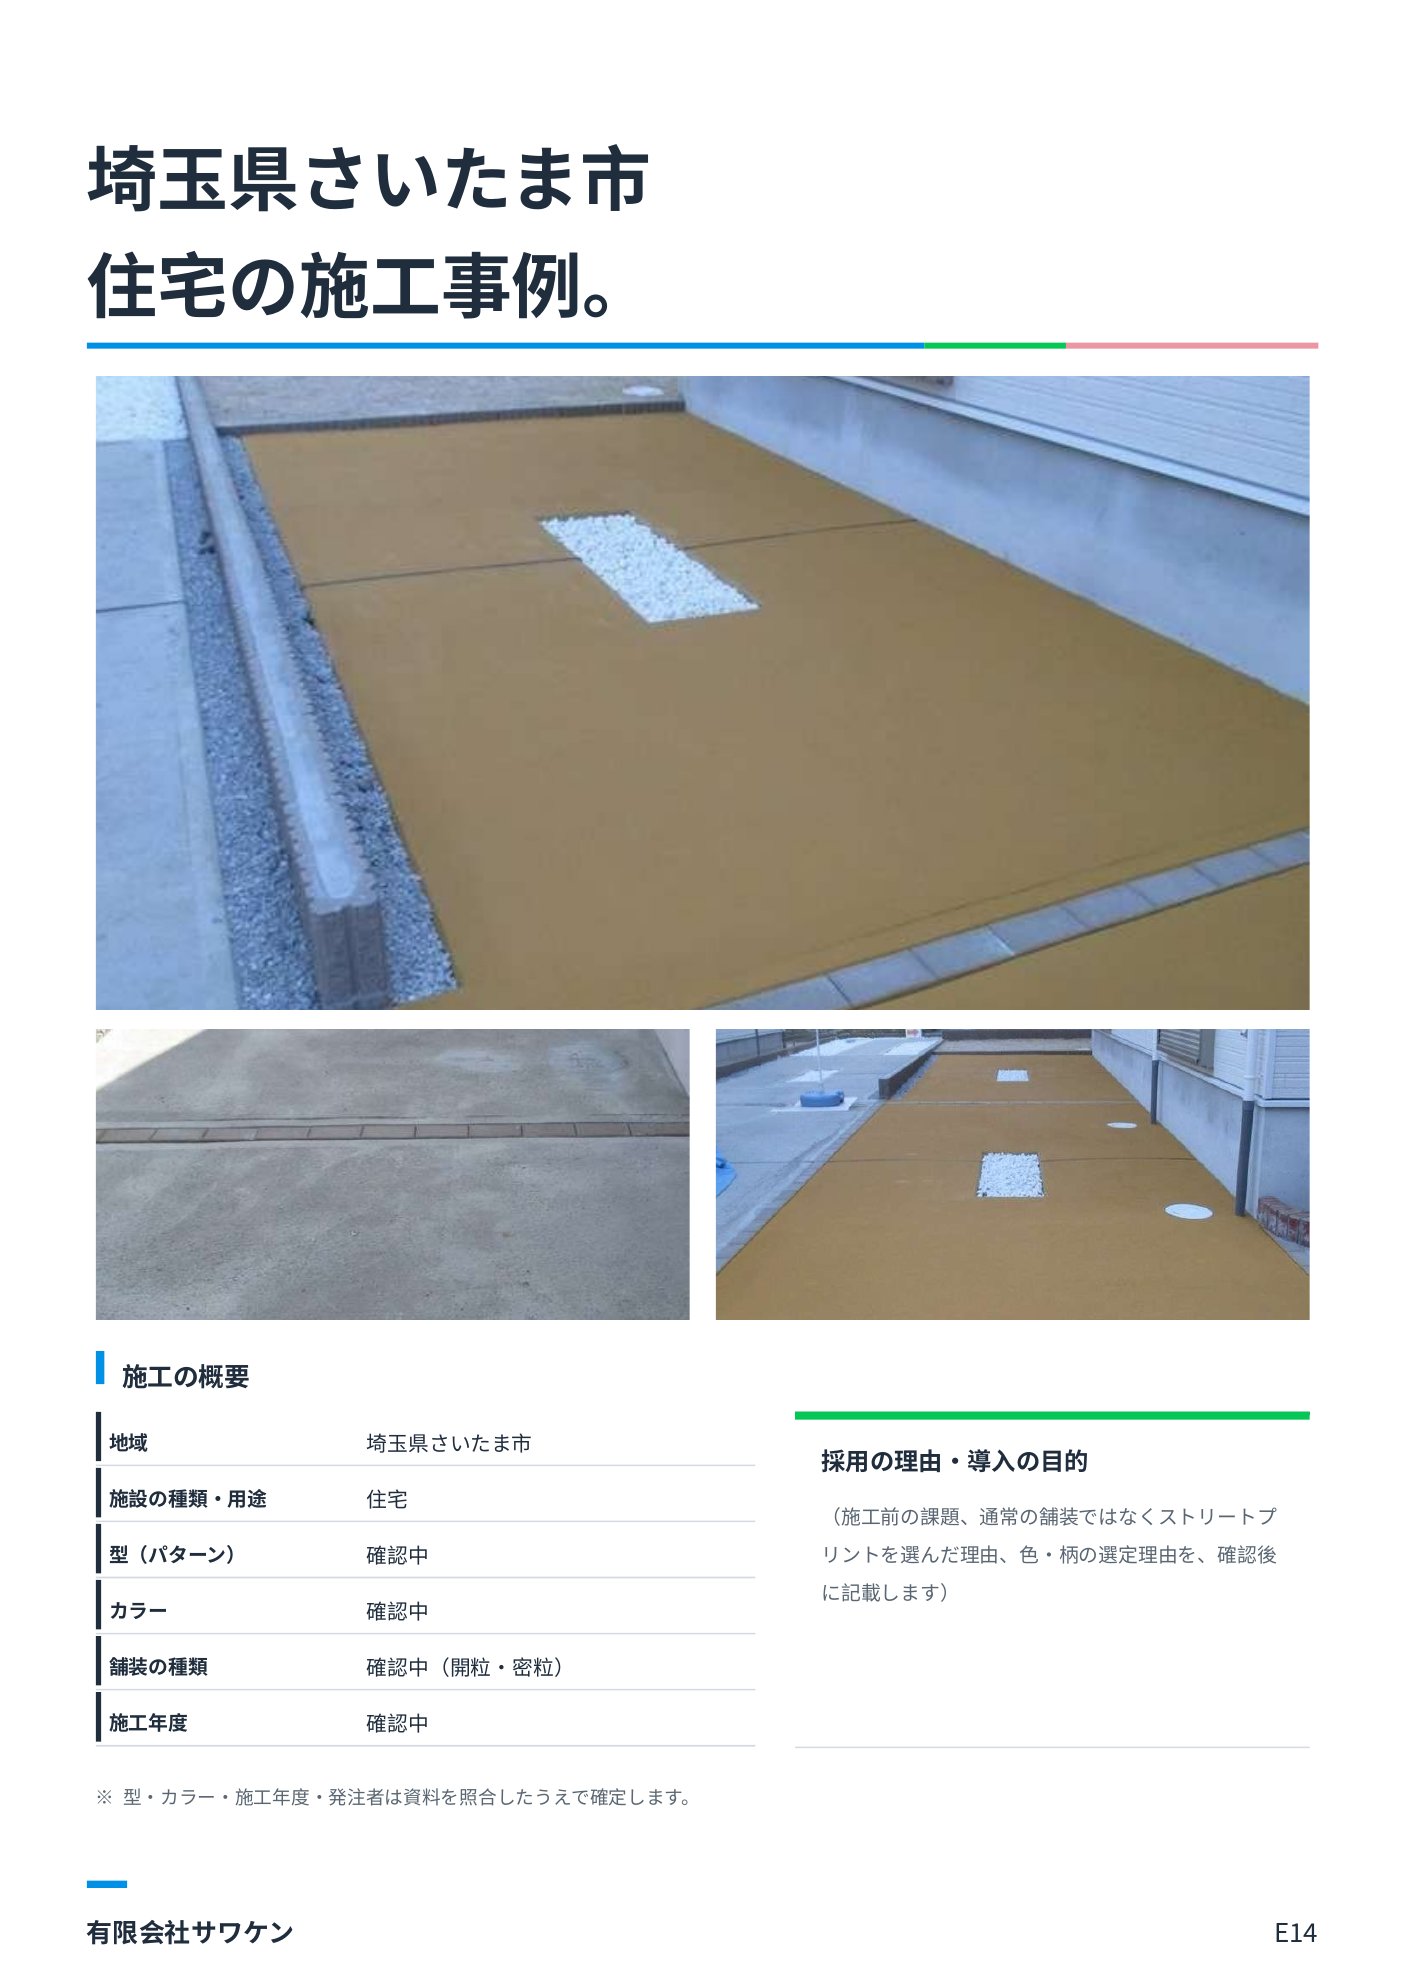 埼玉県さいたま市
住宅の施工事例。
施工の概要
地域 埼玉県さいたま市
施設の種類・用途 住宅
型（パターン） 確認中
カラー 確認中
舗装の種類 確認中（開粒・密粒）
施工年度 確認中
採用の理由・導入の目的
（施工前の課題、通常の舗装ではなくストリートプ
リントを選んだ理由、色・柄の選定理由を、確認後
に記載します）
※ 型・カラー・施工年度・発注者は資料を照合したうえで確定します。
有限会社サワケン
E14